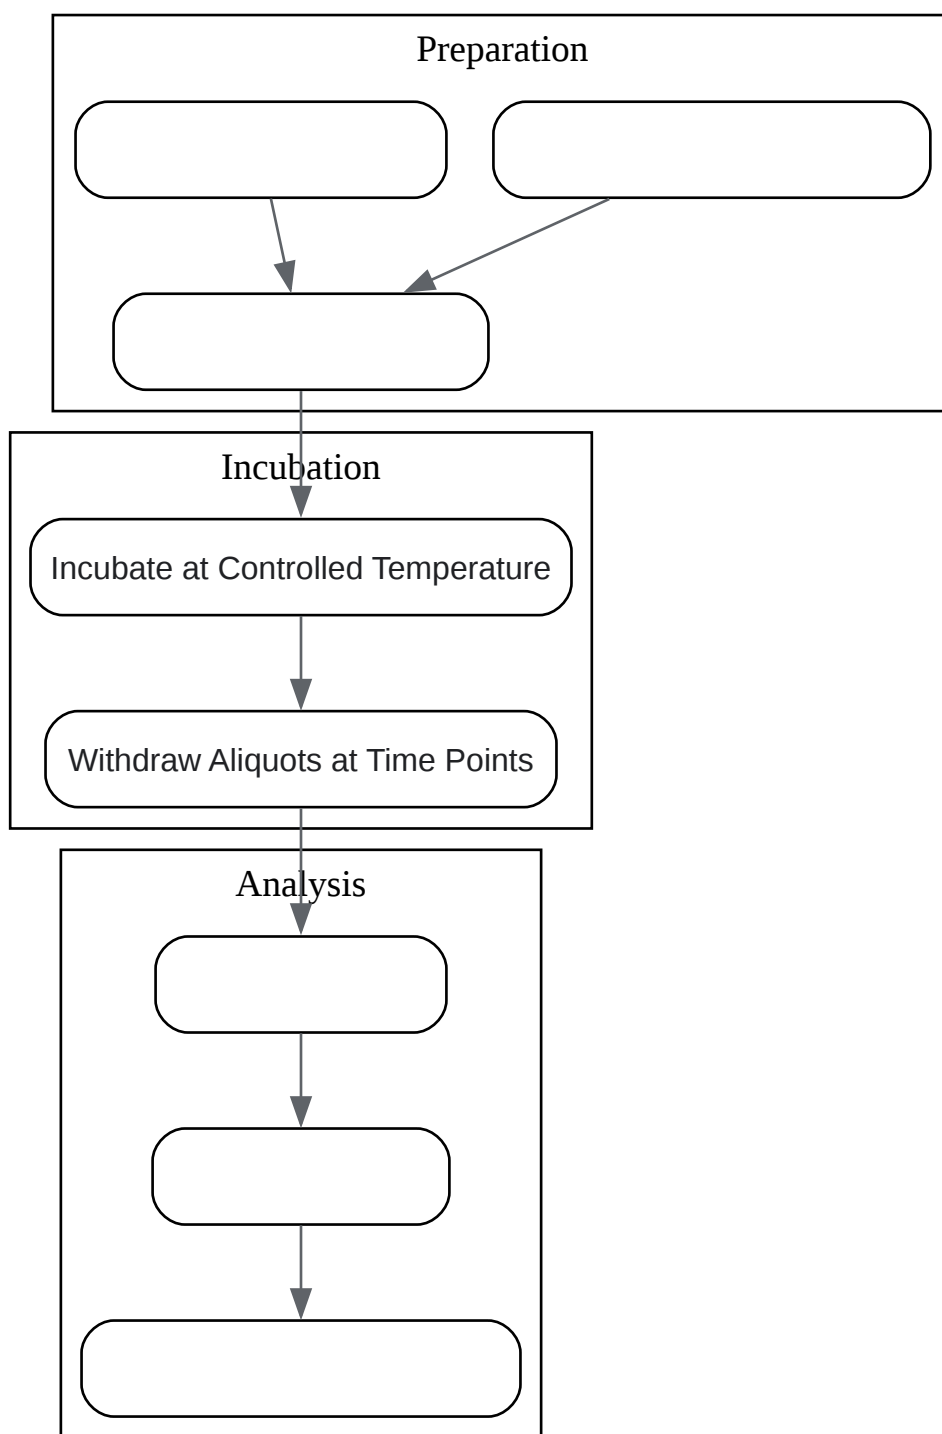 Preparation
Incubation
Incubate at Controlled Temperature
Withdraw Aliquots at Time Points
Analysis